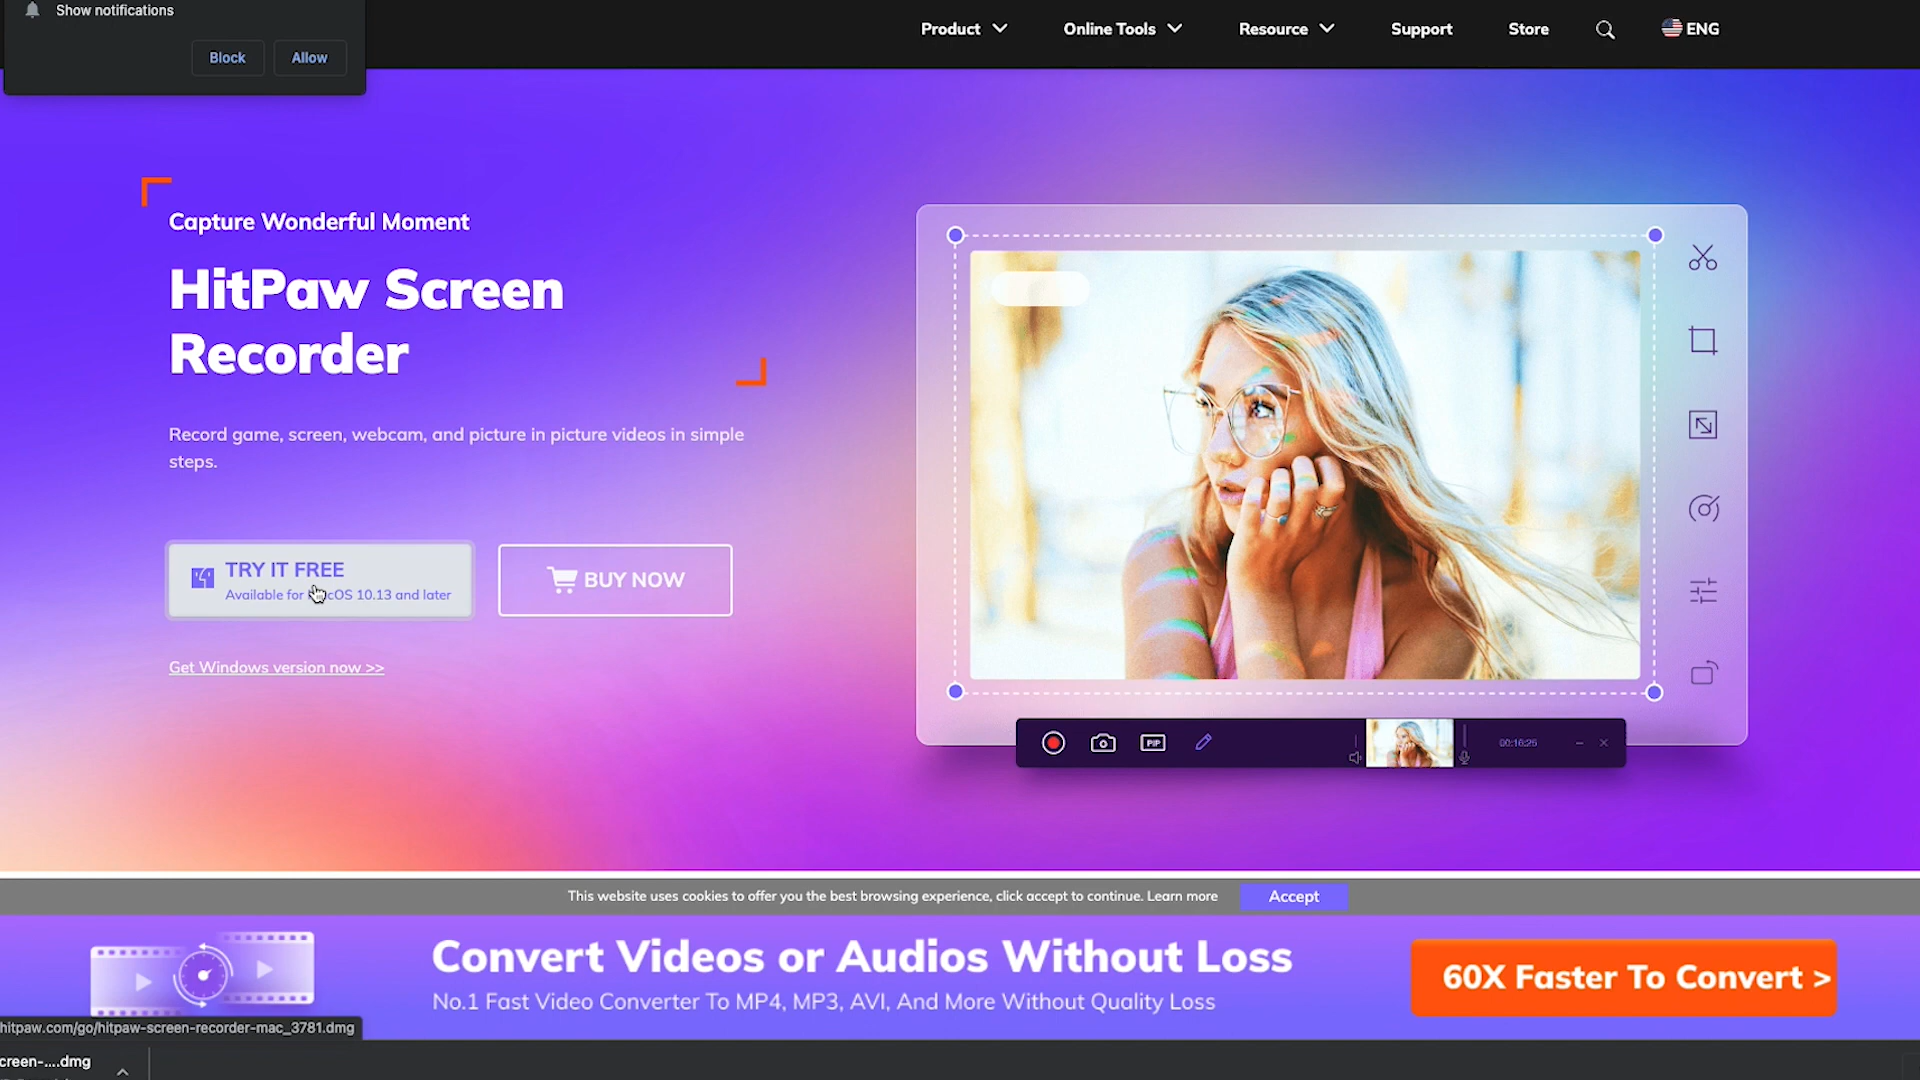 Show notifications
Block
Allow
Product
Online Tools
Resource
Support
Store
ENG
Capture Wonderful Moment
HitPaw Screen
Recorder
Record game, screen, webcam, and picture in picture videos in simple
steps.
TRY IT FREE
Available for cOS 10.13 and later
BUY NOW
Get Windows version now >>
PIP
00:16:25
This website uses cookies to offer you the best browsing experience, click accept to continue. Learn more
Accept
Convert Videos or Audios Without Loss
No.1 Fast Video Converter To MP4, MP3, AVI, And More Without Quality Loss
60X Faster To Convert >
hitpaw.com/go/hitpaw-screen-recorder-mac_3781.dmg
creen-....dmg